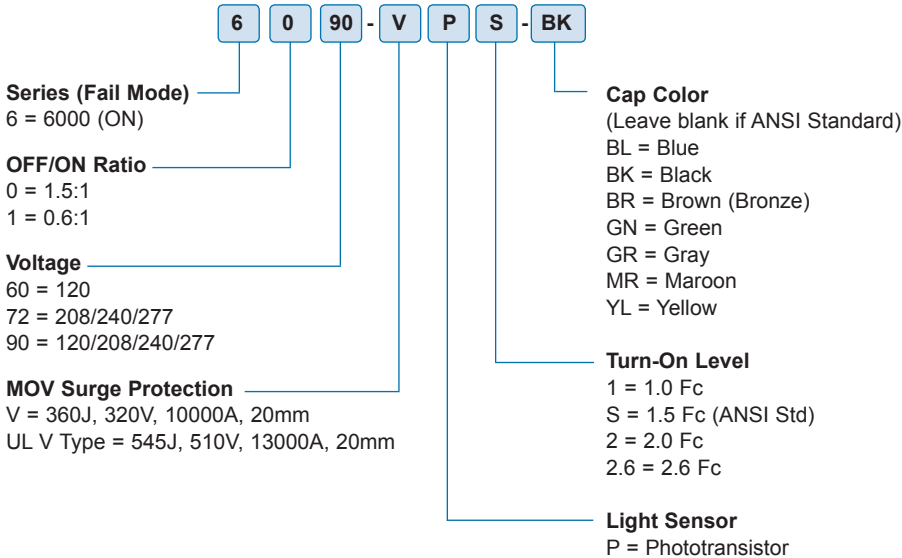 6 0 90 - V P S - BK
Series (Fail Mode)
6 = 6000 (ON)
OFF/ON Ratio
0 = 1.5:1
1 = 0.6:1
Voltage
60 = 120
72 = 208/240/277
90 = 120/208/240/277
MOV Surge Protection
V = 360J, 320V, 10000A, 20mm
UL V Type = 545J, 510V, 13000A, 20mm
Cap Color
(Leave blank if ANSI Standard)
BL = Blue
BK = Black
BR = Brown (Bronze)
GN = Green
GR = Gray
MR = Maroon
YL = Yellow
Turn-On Level
1 = 1.0 Fc
S = 1.5 Fc (ANSI Std)
2 = 2.0 Fc
2.6 = 2.6 Fc
Light Sensor
P = Phototransistor